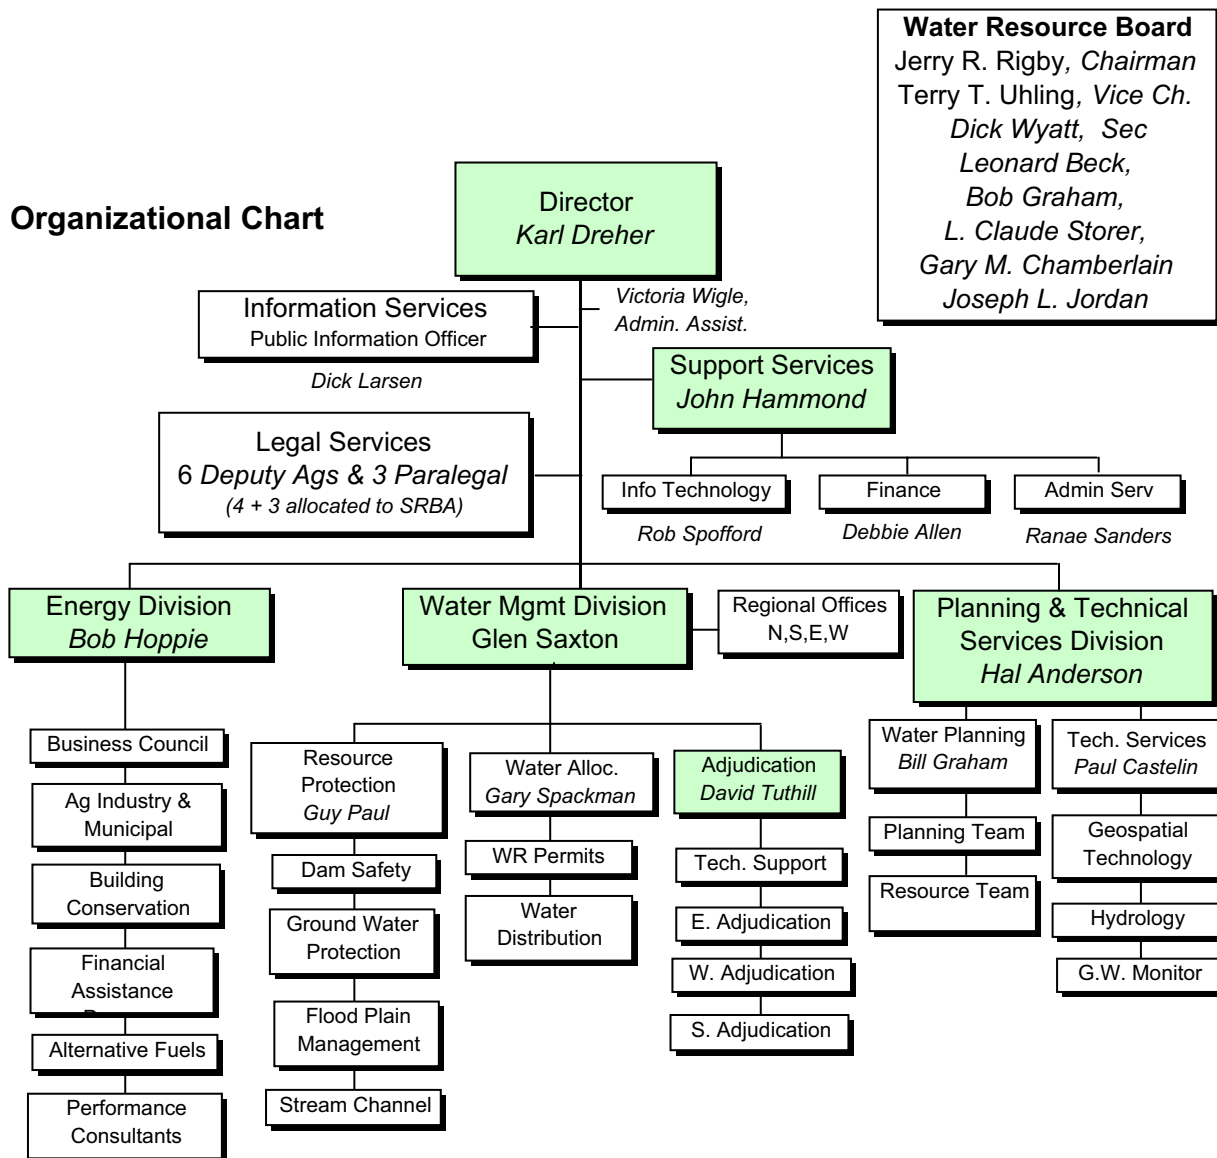 Water Resource Board
Jerry R. Rigby, Chairman
Terry T. Uhling, Vice Ch.
Dick Wyatt, Sec
Leonard Beck,
Bob Graham,
L. Claude Storer,
Gary M. Chamberlain
Joseph L. Jordan
Organizational Chart
Director
Karl Dreher
Victoria Wigle,
Admin. Assist.
Information Services
Public Information Officer
Dick Larsen
Support Services
John Hammond
Legal Services
6 Deputy Ags & 3 Paralegal
(4 + 3 allocated to SRBA)
Info Technology
Rob Spofford
Finance
Debbie Allen
Admin Serv
Ranae Sanders
Energy Division
Bob Hoppie
Business Council
Ag Industry &
Municipal
Building
Conservation
Financial
Assistance
Alternative Fuels
Performance
Consultants
Water Mgmt Division
Glen Saxton
Regional Offices
N,S,E,W
Resource
Protection
Guy Paul
Dam Safety
Ground Water
Protection
Flood Plain
Management
Stream Channel
Water Alloc.
Gary Spackman
WR Permits
Water
Distribution
Adjudication
David Tuthill
Tech. Support
E. Adjudication
W. Adjudication
S. Adjudication
Planning & Technical
Services Division
Hal Anderson
Water Planning
Bill Graham
Planning Team
Resource Team
Tech. Services
Paul Castelin
Geospatial
Technology
Hydrology
G.W. Monitor